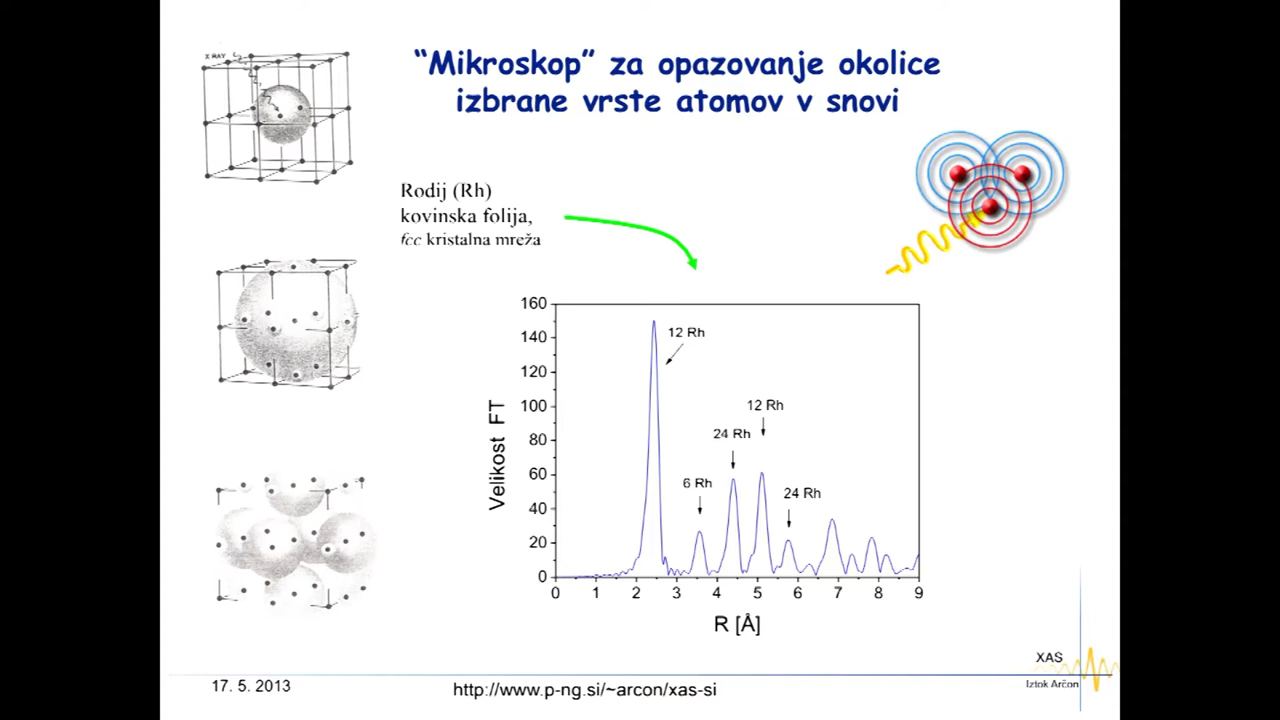 “Mikroskop” za opazovanje okolice
izbrane vrste atomov v snovi
X RAY
Rodij (Rh)
kovinska folija,
fcc kristalna mreža
160
140
120
100
80
60
40
20
0
Velikost FT
12 Rh
6 Rh
24 Rh
12 Rh
24 Rh
0 1 2 3 4 5 6 7 8 9
R [Å]
XAS
Iztok Arčon
17. 5. 2013
http://www.p-ng.si/~arcon/xas-si